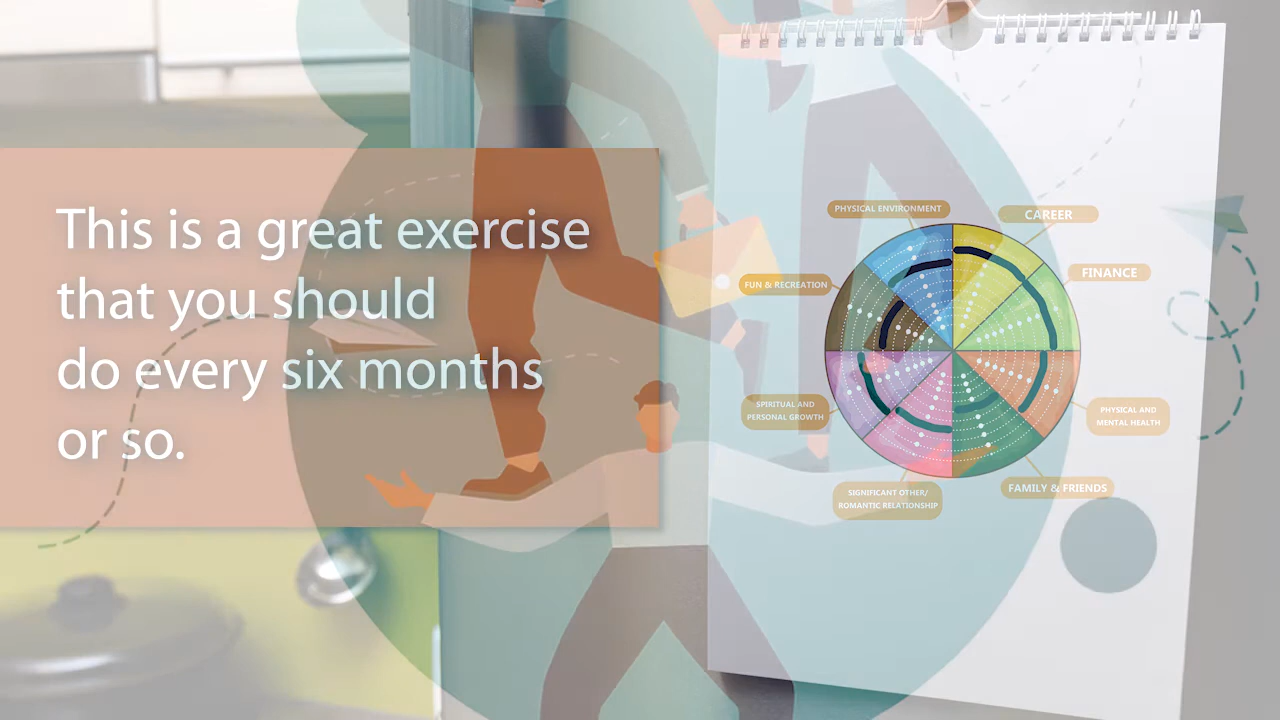 This is a great exercise
that you should
do every six months
or so.
PHYSICAL ENVIRONMENT
CAREER
FINANCE
FUN & RECREATION
SPIRITUAL AND
PERSONAL GROWTH
PHYSICAL AND
MENTAL HEALTH
SIGNIFICANT OTHER/
ROMANTIC RELATIONSHIP
FAMILY & FRIENDS